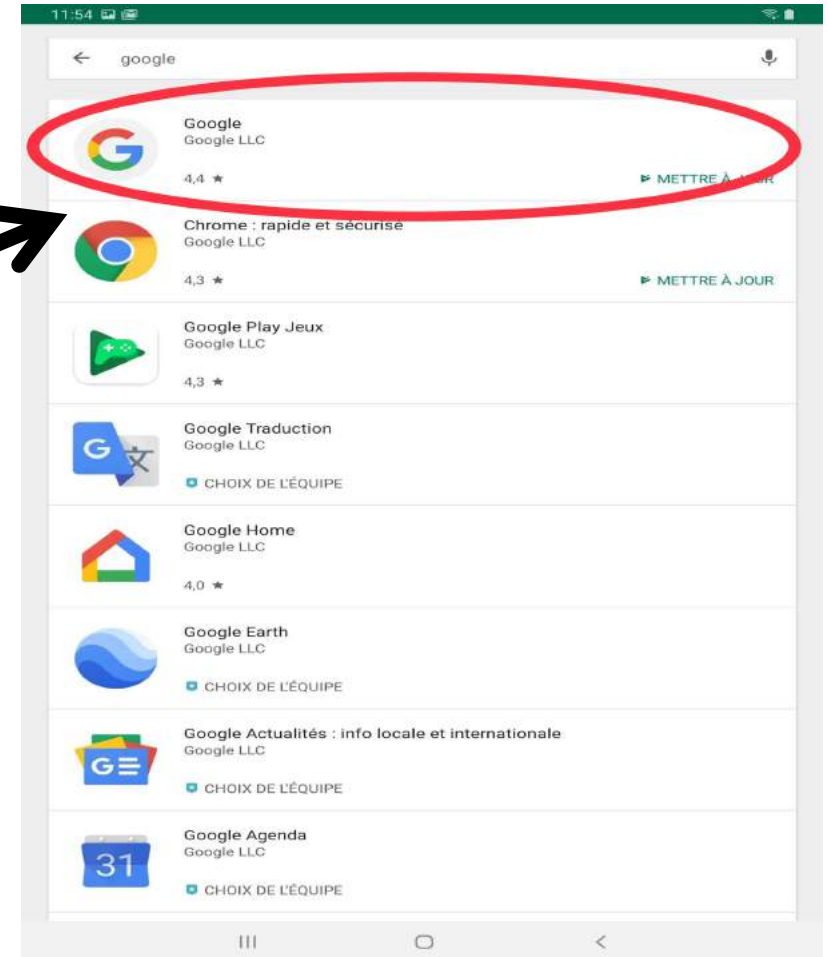 11:54
google
Google
Google LLC
4,4 ★
METTRE À JOUR
Chrome : rapide et sécurisé
Google LLC
4,3 ★
METTRE À JOUR
Google Play Jeux
Google LLC
4,3 ★
G 文
Google Traduction
Google LLC
CHOIX DE L'ÉQUIPE
Google Home
Google LLC
4,0 ★
Google Earth
Google LLC
CHOIX DE L'ÉQUIPE
Google Actualités : info locale et internationale
Google LLC
CHOIX DE L'ÉQUIPE
31
Google Agenda
Google LLC
CHOIX DE L'ÉQUIPE